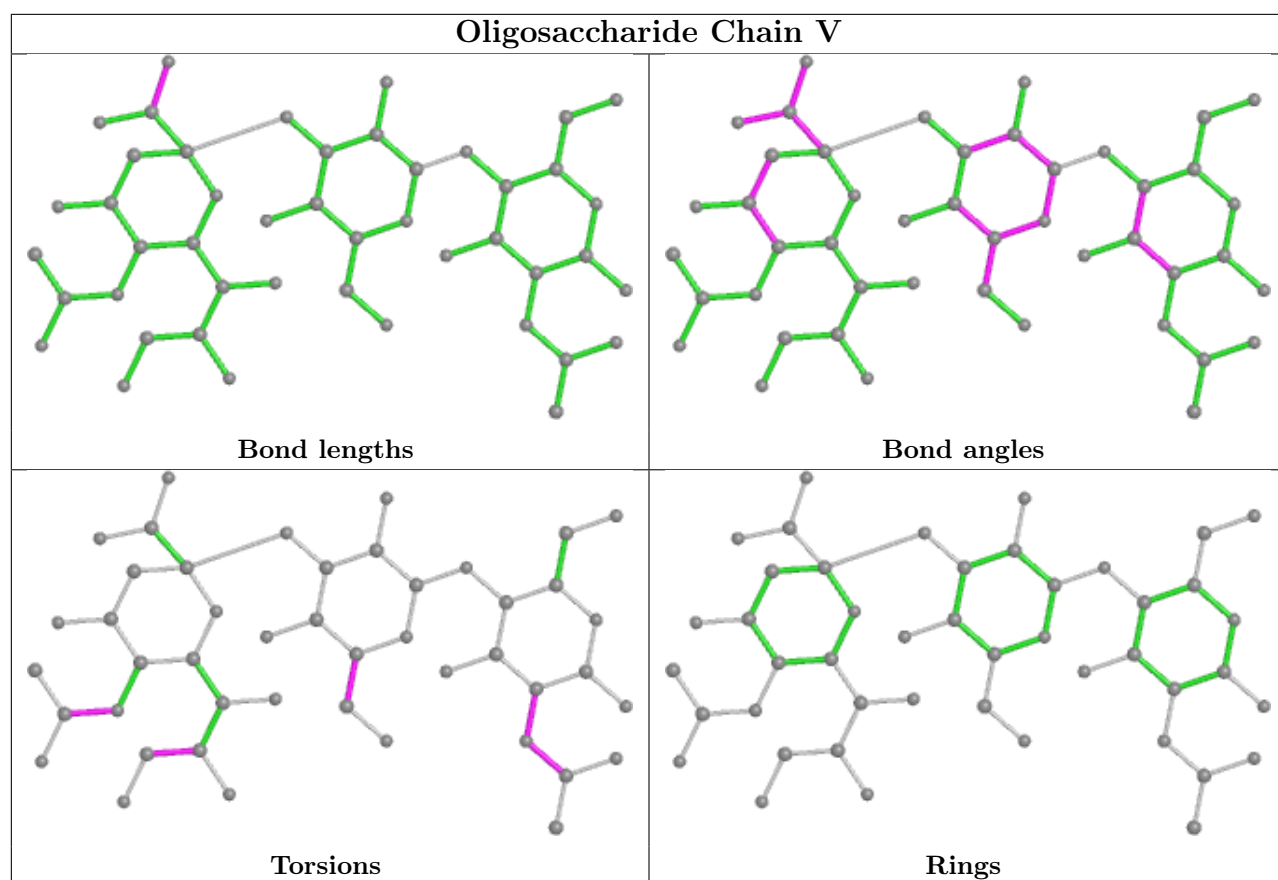 Oligosaccharide Chain V
Bond lengths
Bond angles
Torsions
Rings